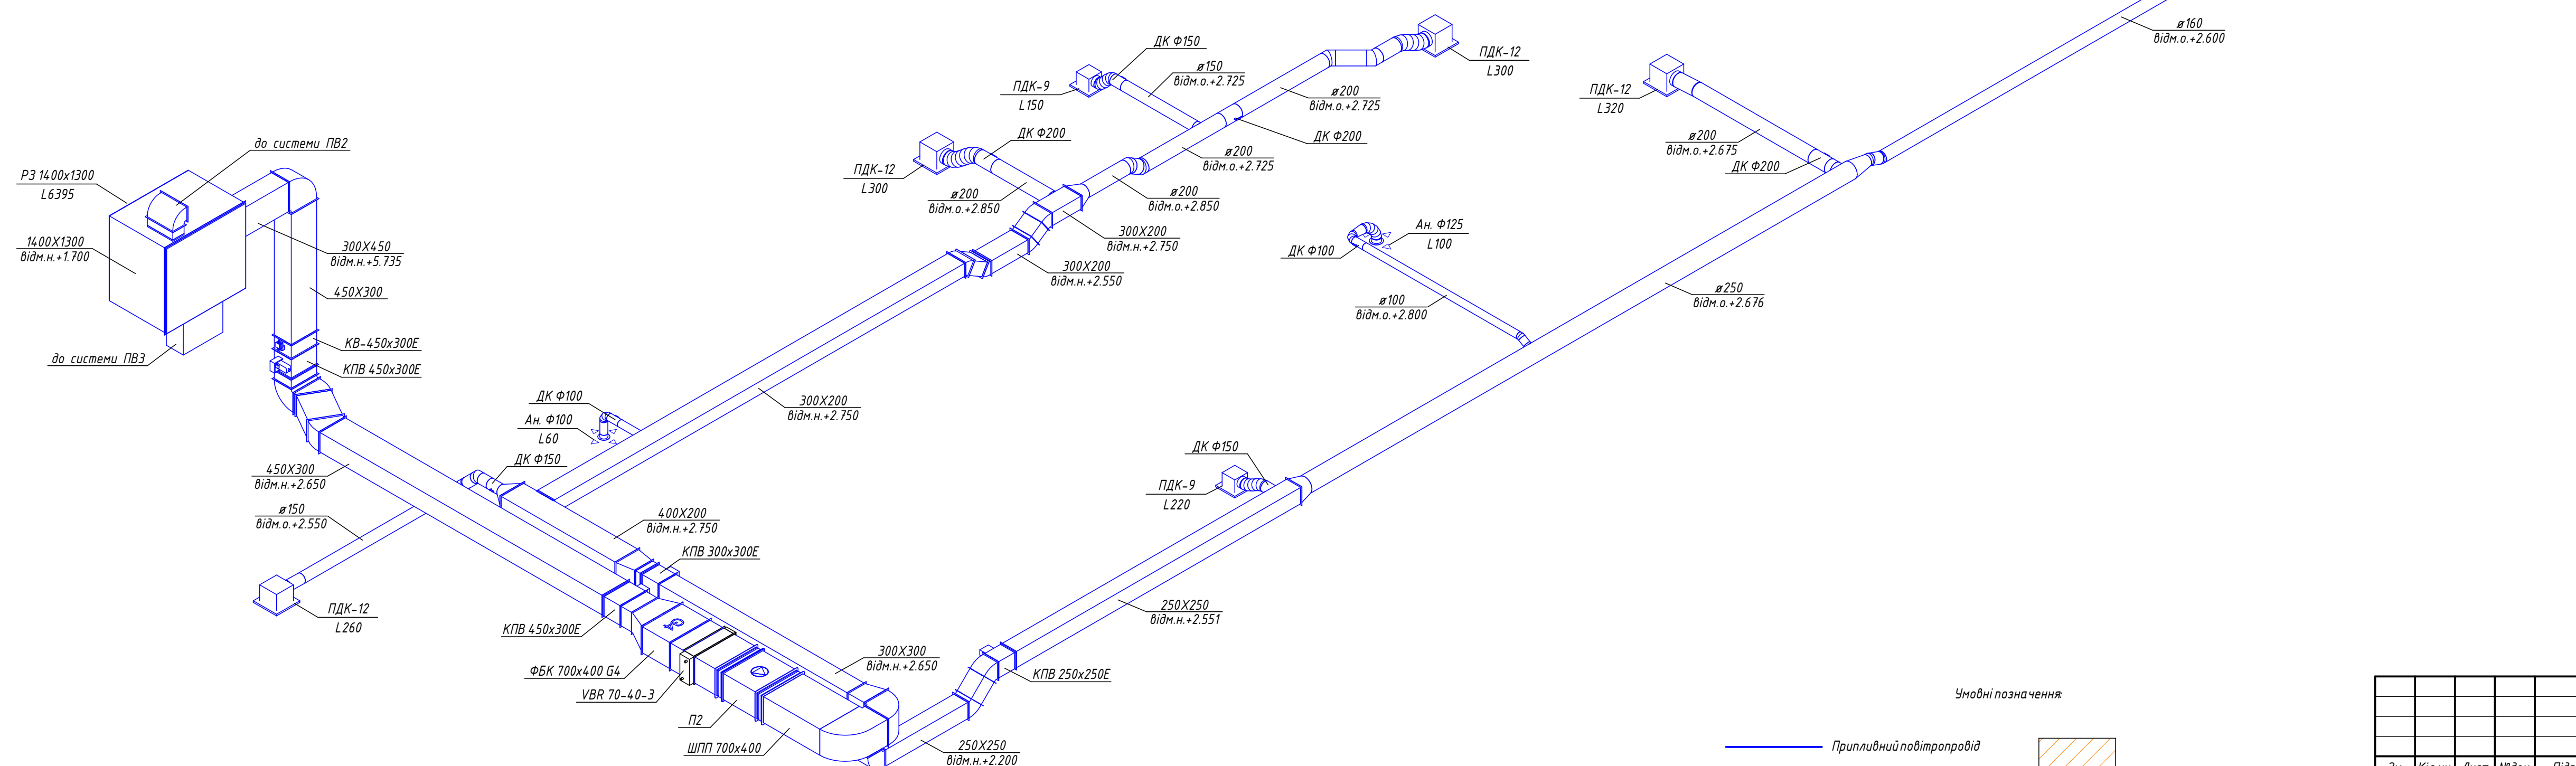 до системи ПВ2
РЗ 1400х1300
L6395
1400Х1300
відм.н.+1.700
300Х450
відм.н.+5.735
450Х300
КВ-450х300Е
КПВ 450х300Е
до системи ПВ3
450Х300
відм.н.+2.650
ø150
відм.о.+2.550
ПДК-12
L260
ДК Ф100
Ан. Ф100
L60
ДК Ф150
400Х200
відм.н.+2.750
КПВ 300х300Е
КПВ 450х300Е
ФБК 700х400 G4
VBR 70-40-3
П2
ШПП 700х400
300Х300
відм.н.+2.650
250Х250
відм.н.+2.200
300Х200
відм.н.+2.750
ДК Ф150
ø150
відм.о.+2.725
ПДК-9
L150
ДК Ф200
ПДК-12
L300
ø200
відм.о.+2.850
300Х200
відм.н.+2.750
300Х200
відм.н.+2.550
ø200
відм.о.+2.850
ø200
відм.о.+2.725
ДК Ф200
ø200
відм.о.+2.725
ПДК-12
L300
ПДК-12
L320
ø200
відм.о.+2.675
ДК Ф200
ø160
відм.о.+2.600
Ан. Ф125
L100
ДК Ф100
ø100
відм.о.+2.800
ø250
відм.о.+2.676
ДК Ф150
ПДК-9
L220
250Х250
відм.н.+2.551
КПВ 250х250Е
Умовні позначення:
Припливний повітропровід